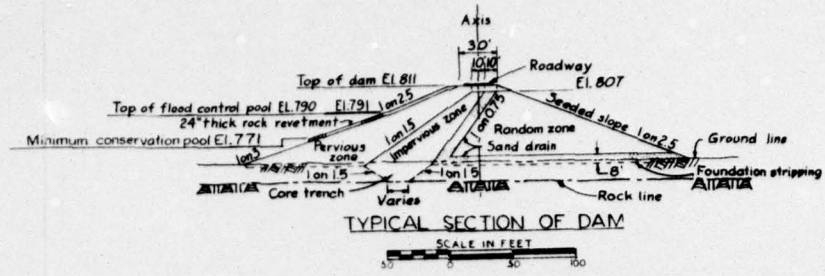 Axis
30'
10' 10'
Roadway
Top of dam El. 811
El. 807
Top of flood control pool EL.790
El.791
1 on 2.5
24" thick rock revetment
Minimum conservation pool El.771
1 on 3
Pervious zone
1 on 1.5
Impervious zone
1 on 0.75
Random zone
Sand drain
Seeded slope 1 on 2.5
Ground line
8'
Foundation stripping
1 on 1.5
1 on 1.5
Core trench
Varies
Rock line
TYPICAL SECTION OF DAM
SCALE IN FEET
50 0 50 100